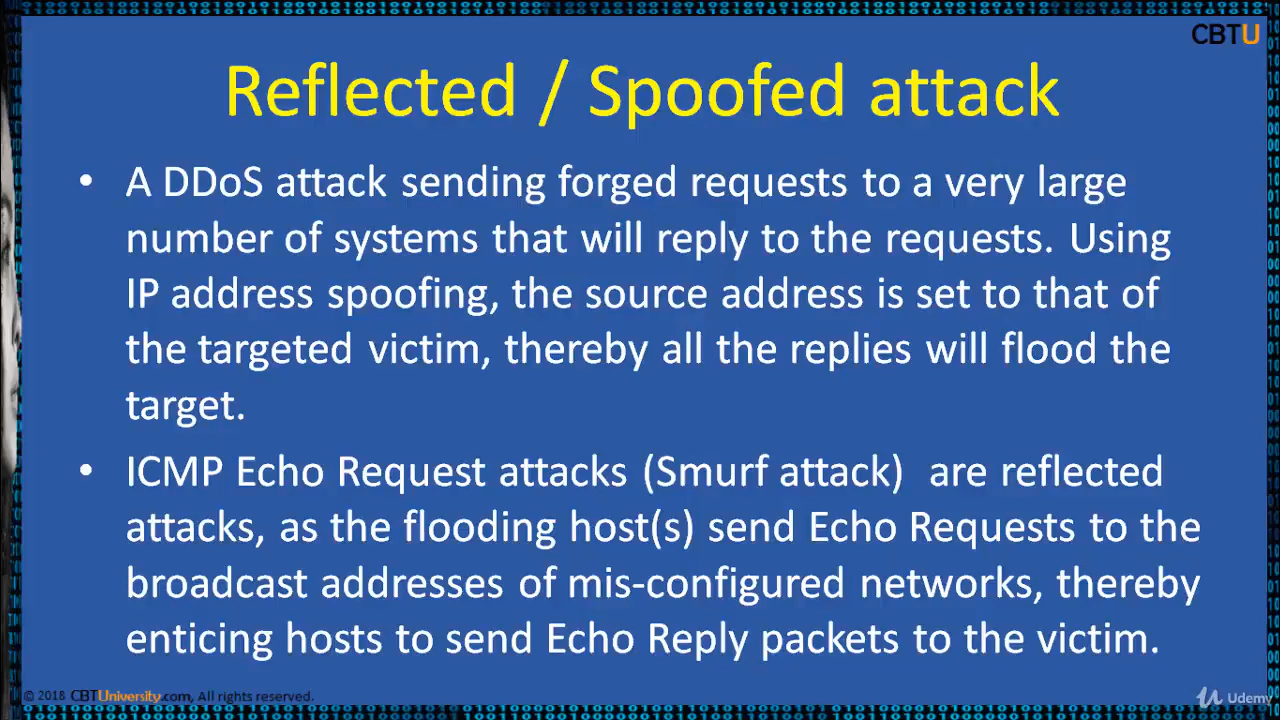 CBTU
Reflected / Spoofed attack
• A DDoS attack sending forged requests to a very large
number of systems that will reply to the requests. Using
IP address spoofing, the source address is set to that of
the targeted victim, thereby all the replies will flood the
target.
• ICMP Echo Request attacks (Smurf attack) are reflected
attacks, as the flooding host(s) send Echo Requests to the
broadcast addresses of mis-configured networks, thereby
enticing hosts to send Echo Reply packets to the victim.
© 2018 CBTUniversity.com, All rights reserved.
Udemy